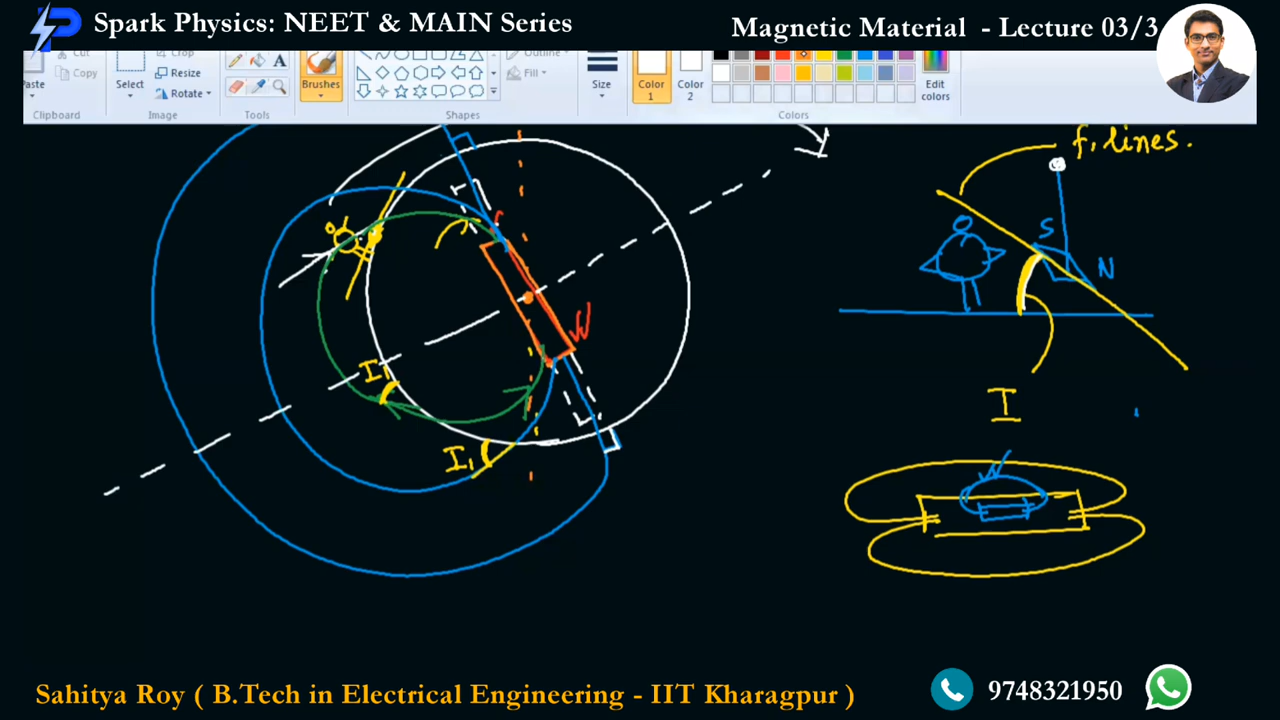 Spark Physics: NEET & MAIN Series
Magnetic Material - Lecture 03/3
Cut
Crop
Outline
Paste
Copy
Select
Resize
Rotate
Brushes
Fill
Size
Color 1
Color 2
Edit colors
Clipboard
Image
Tools
Shapes
Colors
f. lines.
S
N
I
I1
I1
Sahitya Roy ( B.Tech in Electrical Engineering - IIT Kharagpur )
9748321950